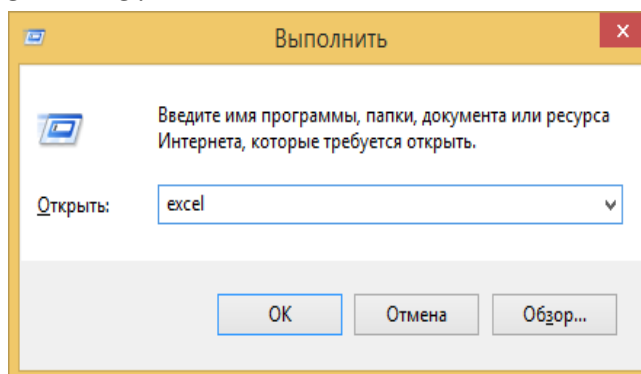 Выполнить
Введите имя программы, папки, документа или ресурса
Интернета, которые требуется открыть.
Открыть: excel
OK Отмена Обзор...